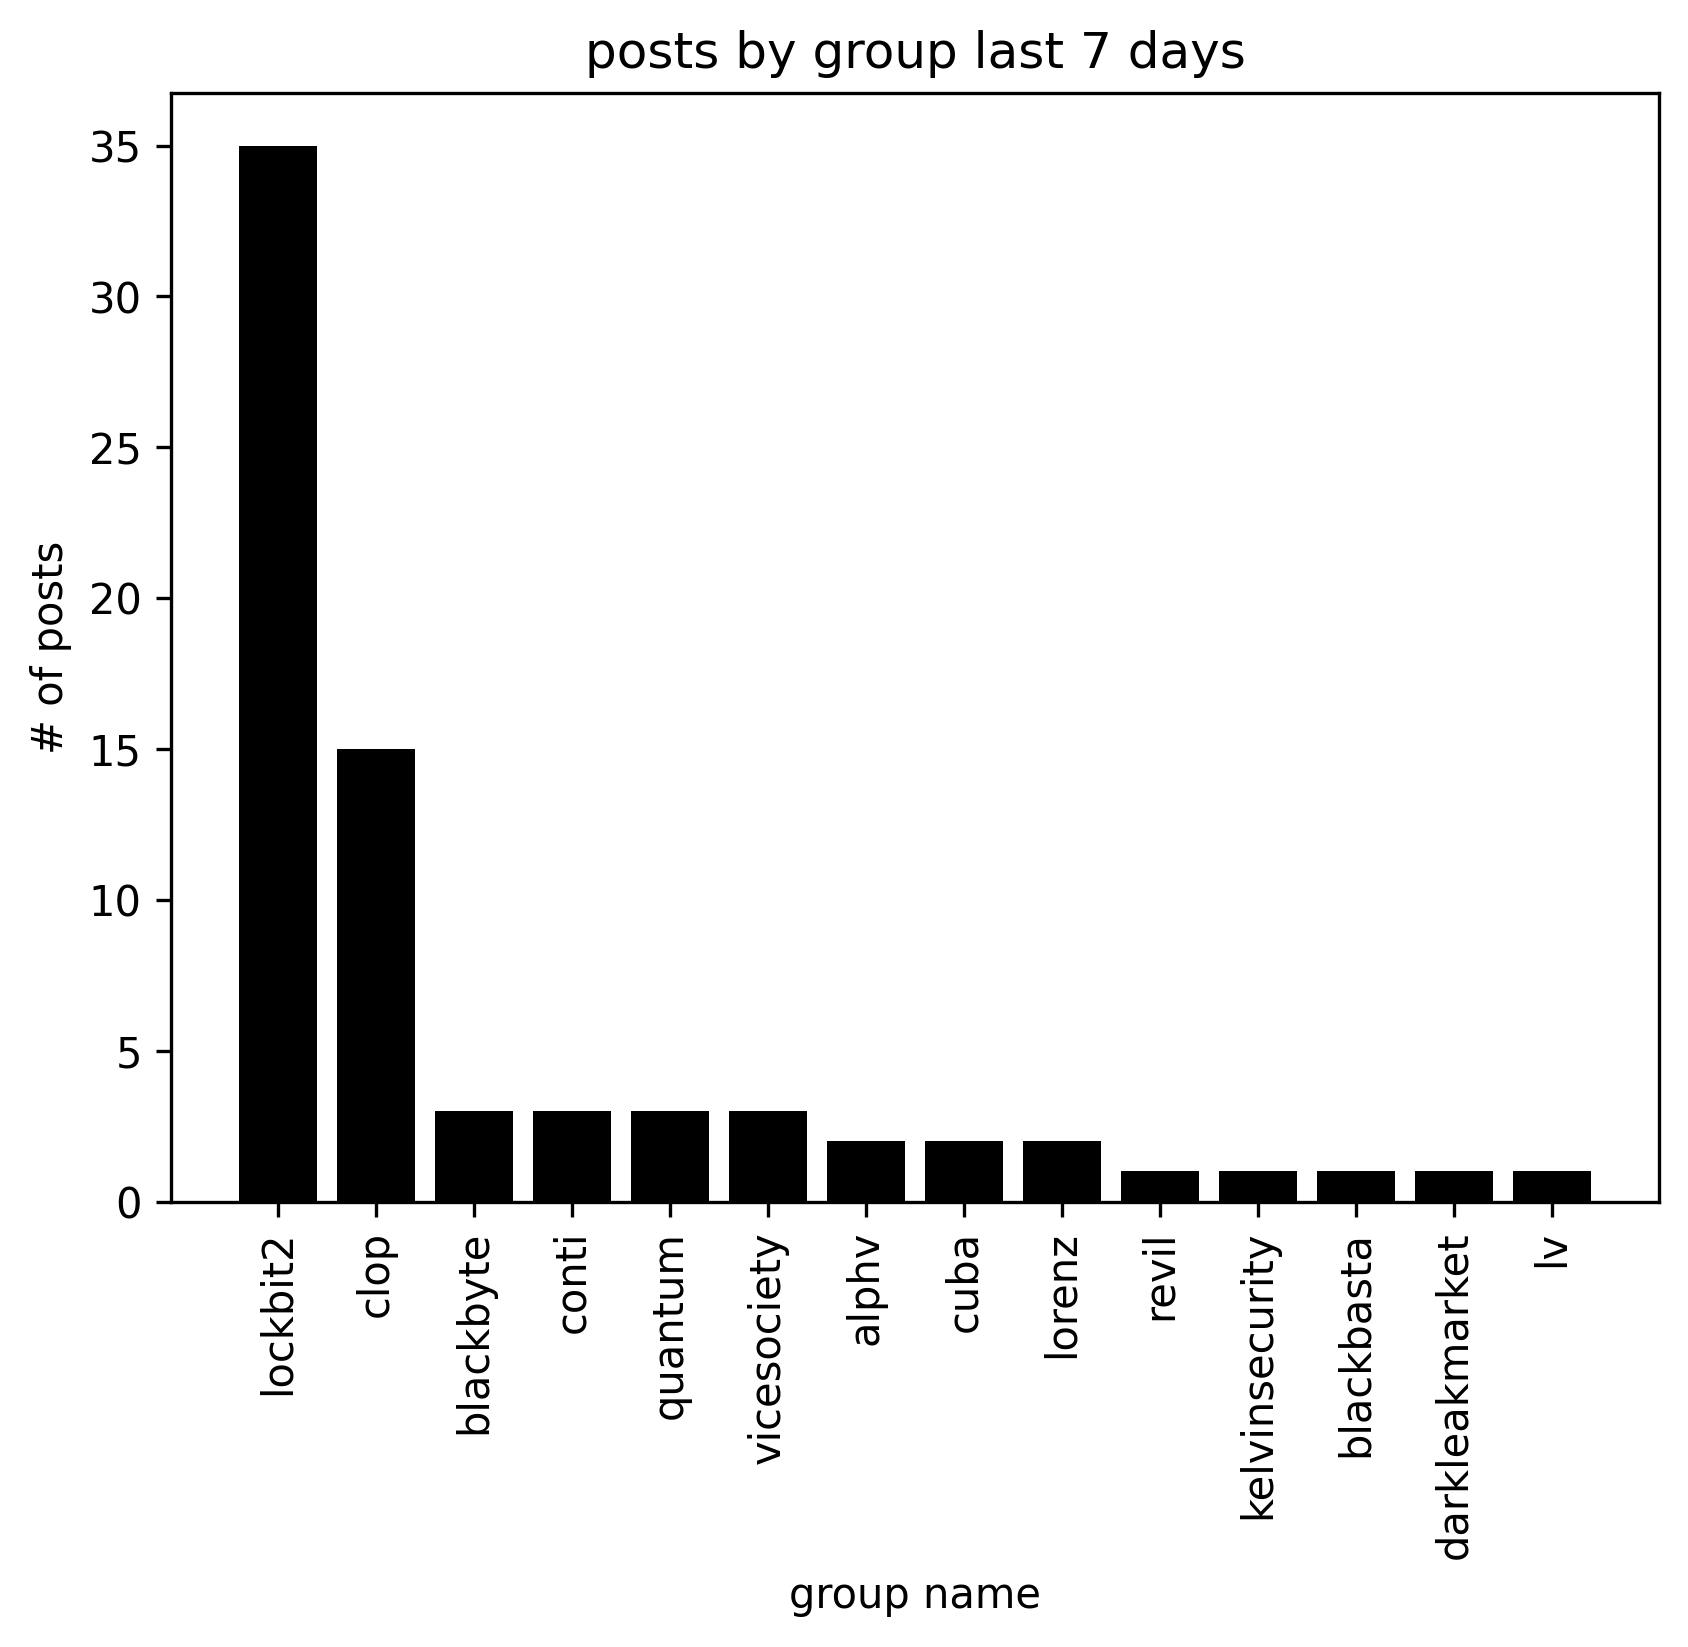 posts by group last 7 days
35
30
25
20
15
10
5
0
# of posts
lockbit2
clop
blackbyte
conti
quantum
vicesociety
alphv
cuba
lorenz
revil
kelvinsecurity
blackbasta
darkleakmarket
lv
group name